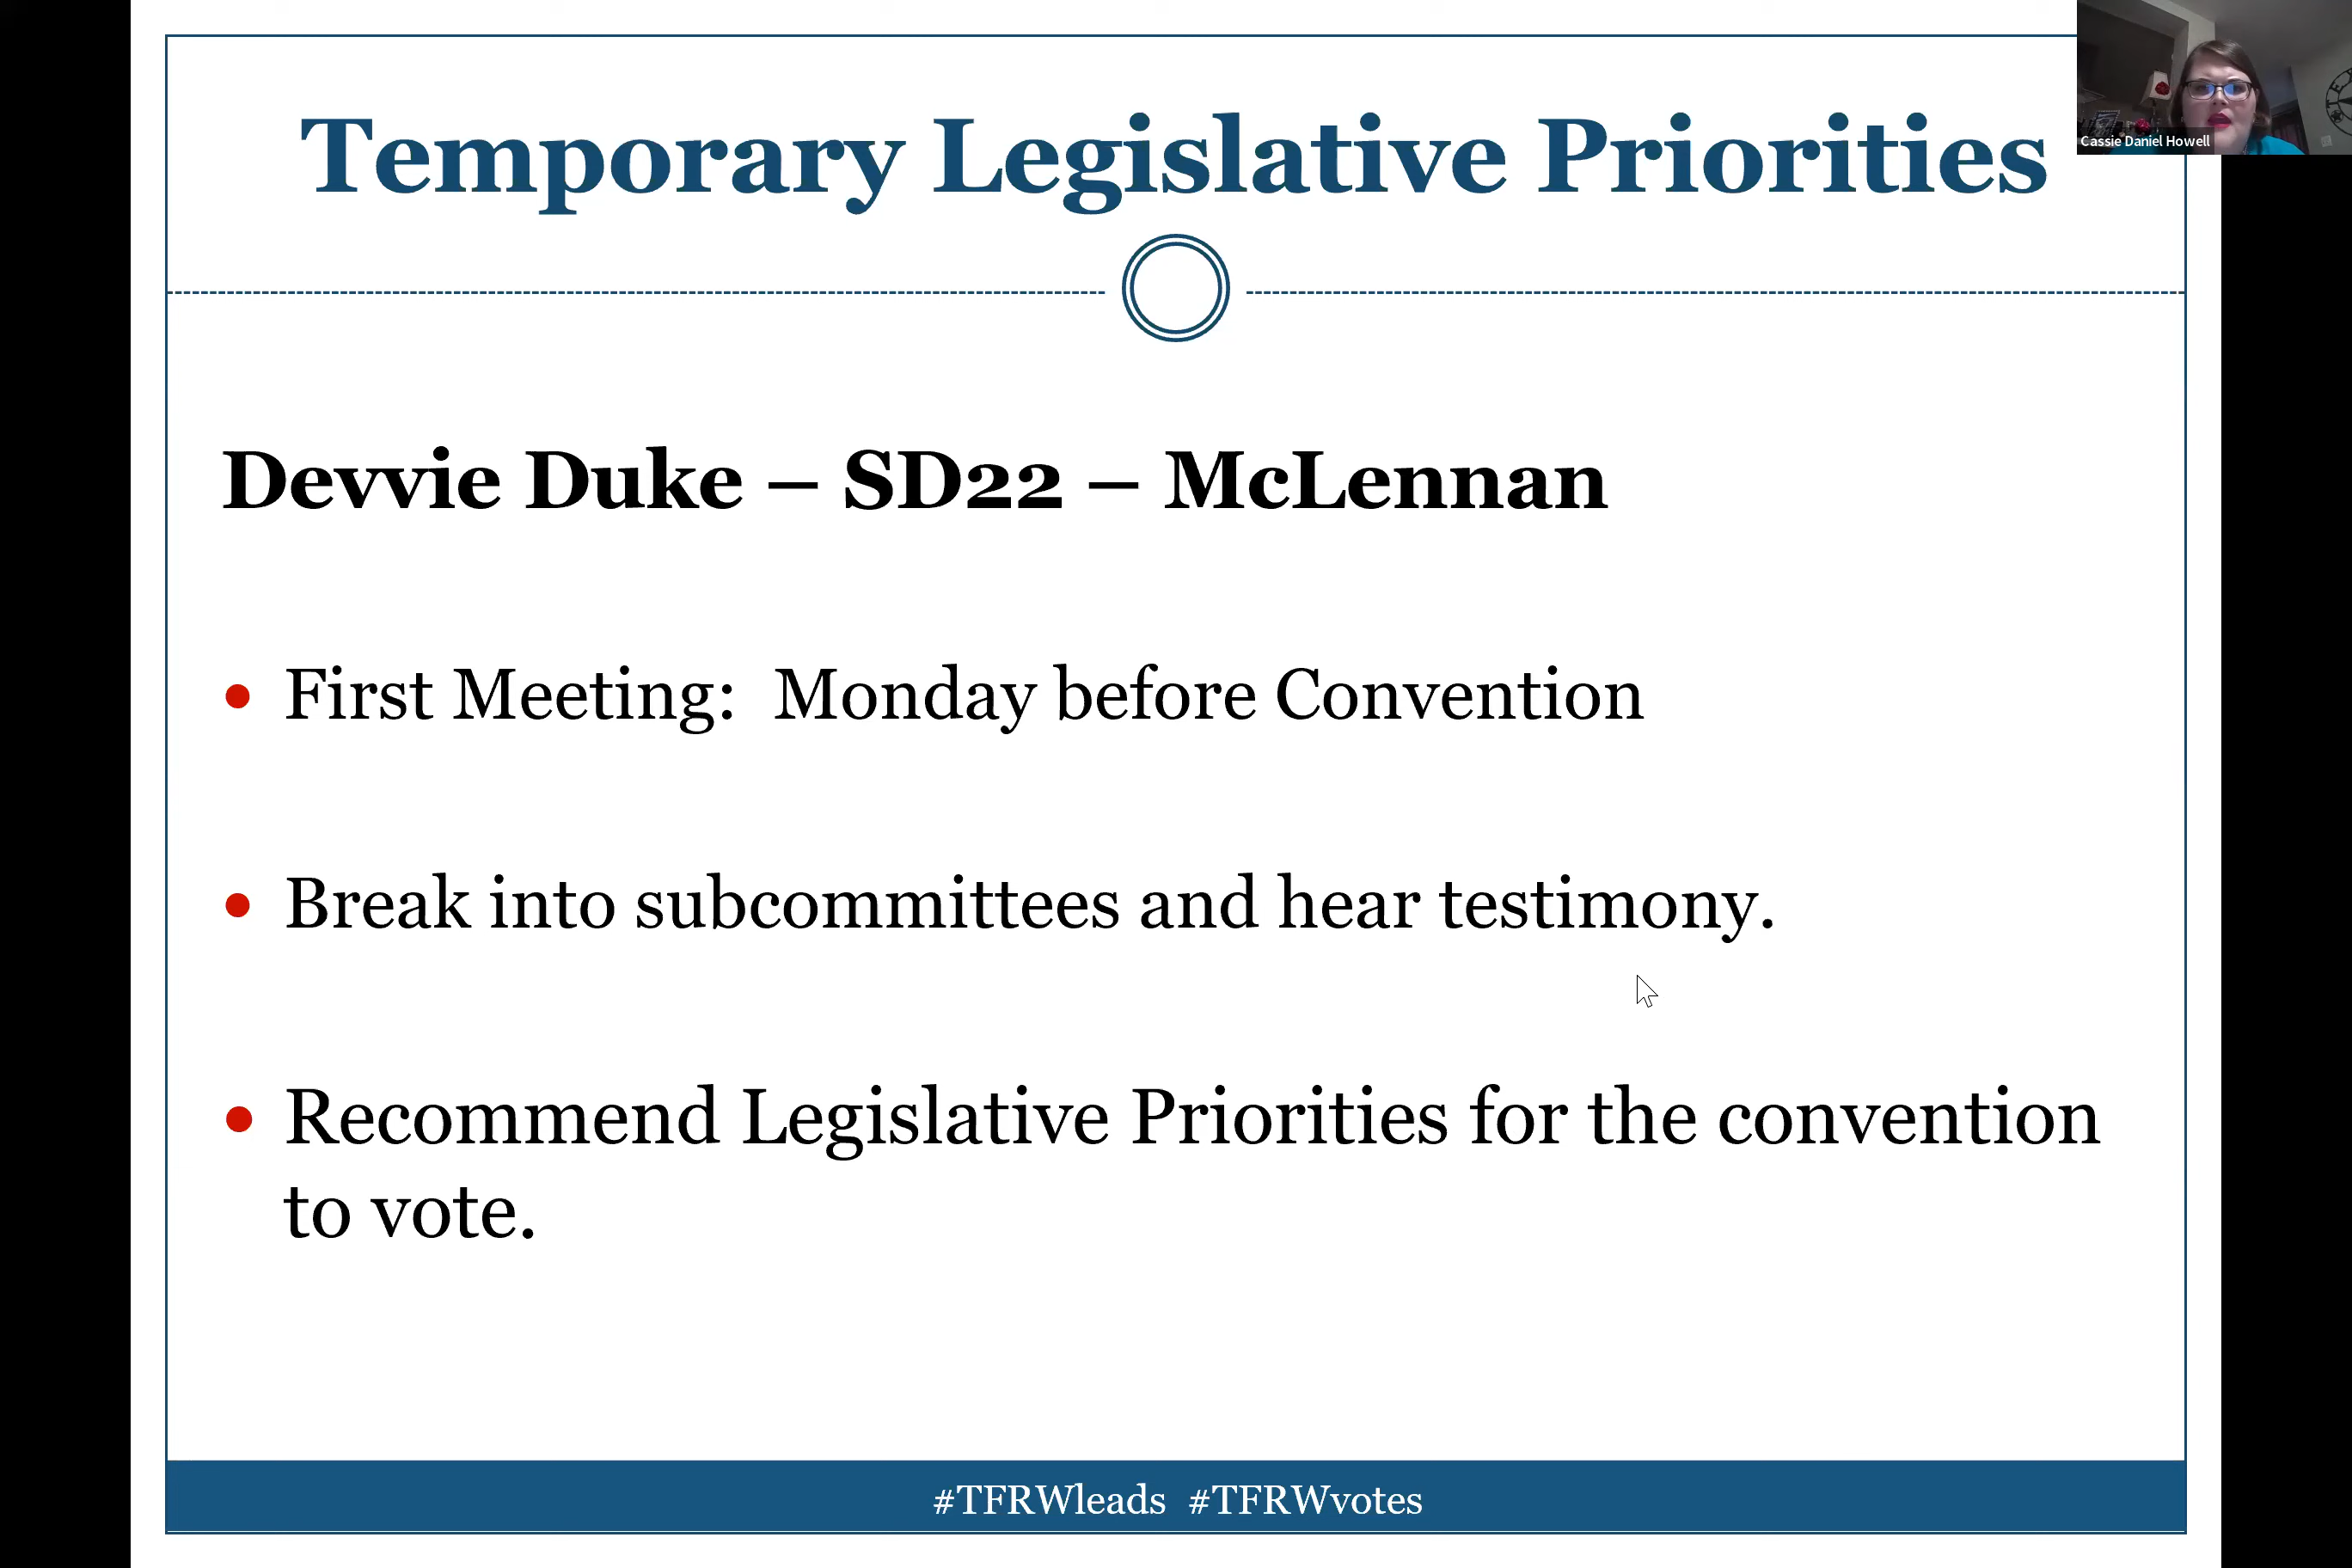 Temporary Legislative Priorities
Cassie Daniel Howell
Devvie Duke – SD22 – McLennan
• First Meeting:  Monday before Convention
• Break into subcommittees and hear testimony.
• Recommend Legislative Priorities for the convention
to vote.
#TFRWleads  #TFRWvotes